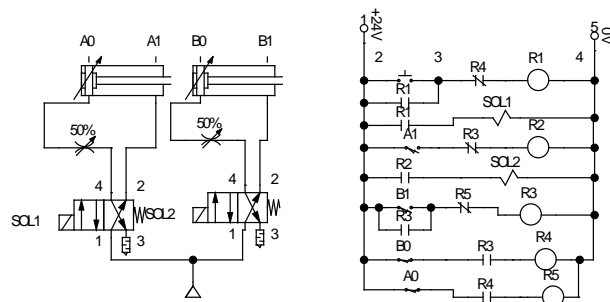 A0 A1 B0 B1
50%
50%
4 2
4 2
SOL1
SOL2
1 3
1 3
1
+24V
5
0V
2 3 4
R4 R1
R1
R1 SOL1
A1 R3 R2
R2 SOL2
B1 R5 R3
R3
B0 R3 R4
A0 R4 R5